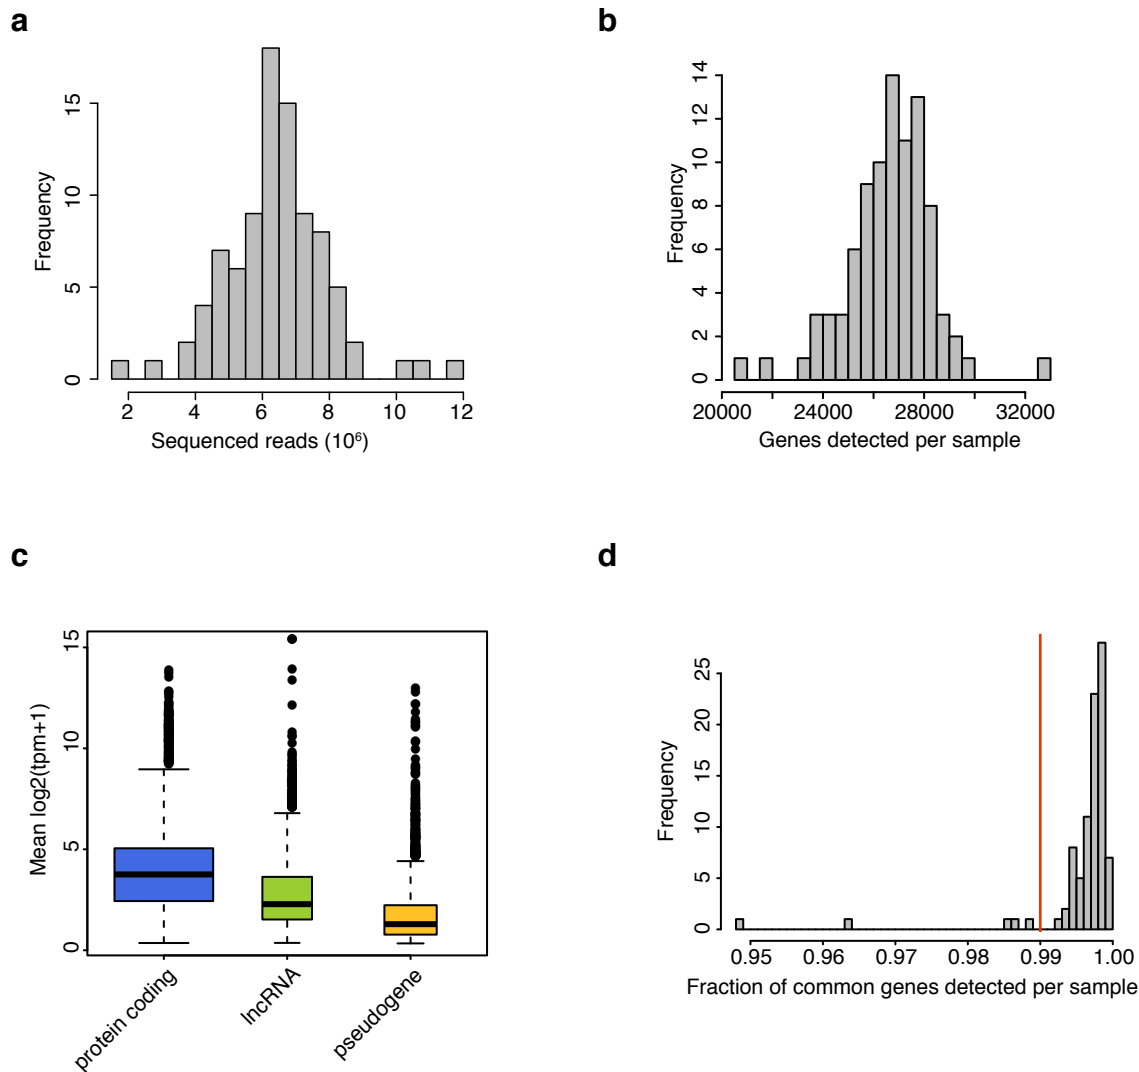 a
Frequency
15
10
5
0
2 4 6 8 10 12
Sequenced reads (10⁶)
b
Frequency
14
10
8
6
4
2
0
20000 24000 28000 32000
Genes detected per sample
c
Mean log2(tpm+1)
15
10
5
0
protein coding
lncRNA
pseudogene
d
Frequency
25
20
15
10
5
0
0.95 0.96 0.97 0.98 0.99 1.00
Fraction of common genes detected per sample